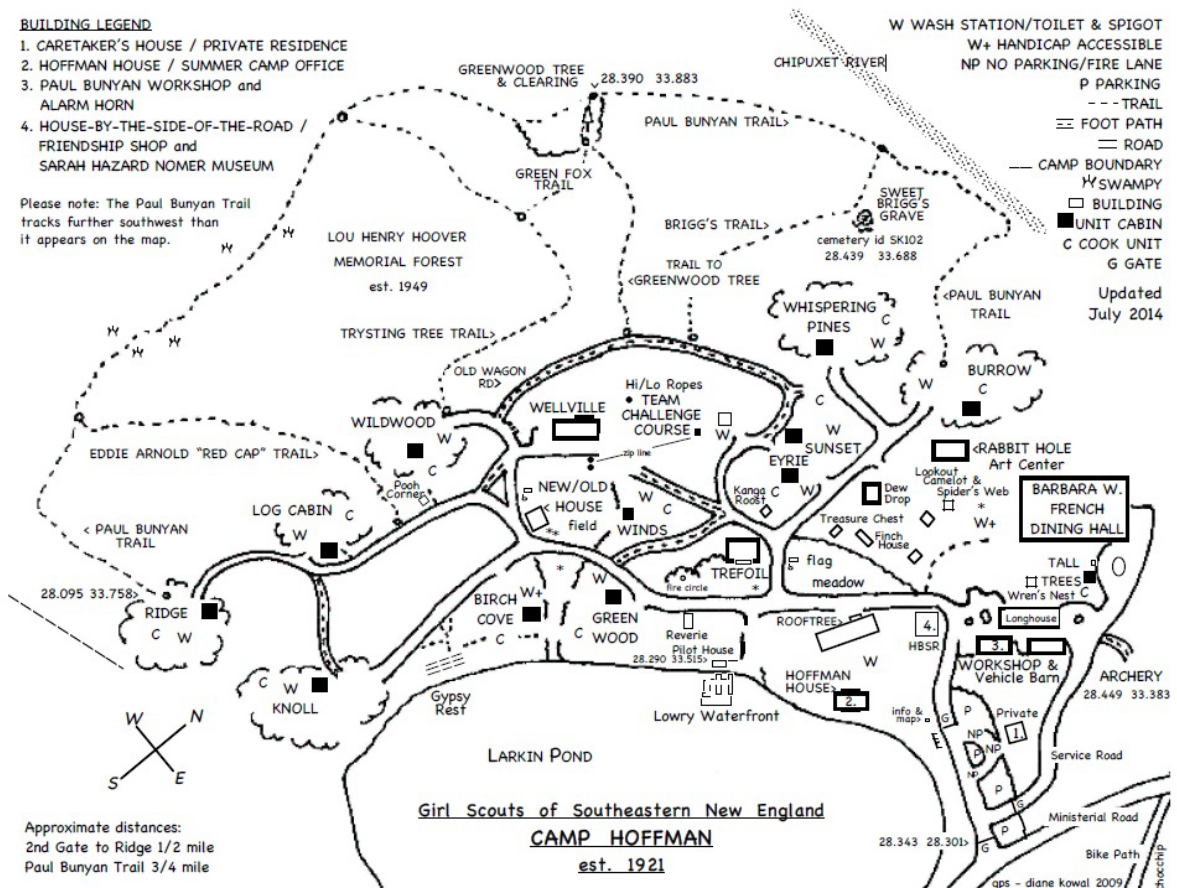 BUILDING LEGEND
1. CARETAKER'S HOUSE / PRIVATE RESIDENCE
2. HOFFMAN HOUSE / SUMMER CAMP OFFICE
3. PAUL BUNYAN WORKSHOP and
ALARM HORN
4. HOUSE-BY-THE-SIDE-OF-THE-ROAD /
FRIENDSHIP SHOP and
SARAH HAZARD NOMER MUSEUM
Please note: The Paul Bunyan Trail
tracks further southwest than
it appears on the map.
W WASH STATION/TOILET & SPIGOT
W+ HANDICAP ACCESSIBLE
NP NO PARKING/FIRE LANE
P PARKING
TRAIL
FOOT PATH
ROAD
CAMP BOUNDARY
SWAMPY
BUILDING
UNIT CABIN
C COOK UNIT
G GATE
Updated
July 2014
CHIPUXET RIVER
GREENWOOD TREE
& CLEARING
28.390 33.883
PAUL BUNYAN TRAIL>
GREEN FOX
TRAIL
SWEET
BRIGG'S
GRAVE
cemetery id SK102
28.439 33.688
BRIGG'S TRAIL>
LOU HENRY HOOVER
MEMORIAL FOREST
est. 1949
TRAIL TO
<GREENWOOD TREE
<PAUL BUNYAN
TRAIL
WHISPERING
PINES
C
W
TRYSTING TREE TRAIL>
OLD WAGON
RD>
W
BURROW
C
WILDWOOD
W
C
WELLVILLE
Hi/Lo Ropes
TEAM
CHALLENGE
COURSE
W
zip line
C
W
SUNSET
EYRIE
C
W
<RABBIT HOLE
Art Center
EDDIE ARNOLD "RED CAP" TRAIL>
Pooh
Corner
LOG CABIN
C
W
NEW/OLD
< HOUSE
field
**
W
C
WINDS
Kanga
Roost
Dew
Drop
Lookout
Camelot &
Spider's Web
*
W+
BARBARA W.
FRENCH
DINING HALL
Treasure Chest
Finch
House
< PAUL BUNYAN
TRAIL
28.095 33.758>
RIDGE
C
W
TREFOIL
fire circle
*
flag
meadow
TALL
TREES
Wren's Nest
C
BIRCH
COVE
W+
C
*
W
GREEN
WOOD
C
Reverie
Pilot House
28.290 33.515>
ROOFTREE>
W
4.
HBSR
Longhouse
3.
WORKSHOP &
Vehicle Barn
ARCHERY
28.449 33.383
C
W
KNOLL
Gypsy
Rest
Lowry Waterfront
HOFFMAN
HOUSE>
2.
info &
map>
G
P
Private
1.
NP
NP
P
NP
P
G
P
G
Service Road
W
N
S
E
LARKIN POND
Girl Scouts of Southeastern New England
CAMP HOFFMAN
est. 1921
28.343 28.301>
Ministerial Road
Bike Path
gps - diane kowal 2009
Approximate distances:
2nd Gate to Ridge 1/2 mile
Paul Bunyan Trail 3/4 mile